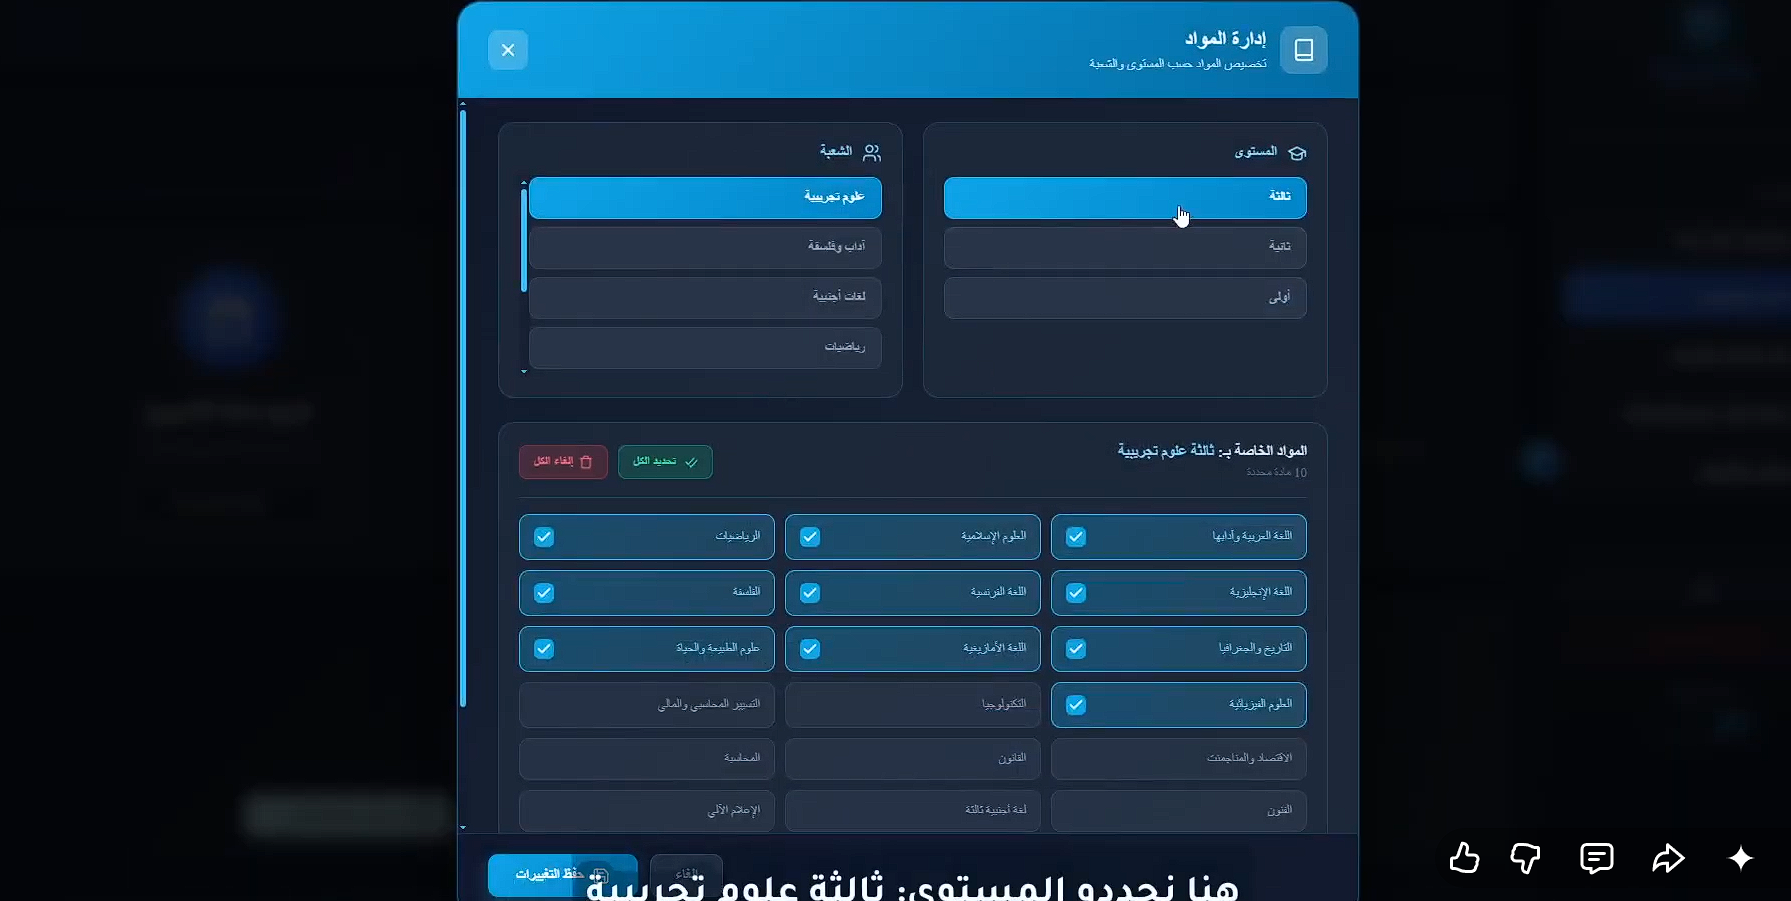 إدارة المواد
تخصيص المواد حسب المستوى والشعبة
المستوى
ثالثة
ثانية
أولى
الشعبة
علوم تجريبية
آداب وفلسفة
لغات أجنبية
رياضيات
المواد الخاصة بـ: ثالثة علوم تجريبية
10 مادة محددة
تحديد الكل
إلغاء الكل
اللغة العربية وآدابها
العلوم الإسلامية
الرياضيات
اللغة الإنجليزية
اللغة الفرنسية
الفلسفة
التاريخ والجغرافيا
اللغة الأمازيغية
علوم الطبيعة والحياة
العلوم الفيزيائية
التكنولوجيا
التسيير المحاسبي والمالي
الاقتصاد والمناجمنت
القانون
المحاسبة
الفنون
لغة أجنبية ثالثة
الإعلام الآلي
إلغاء
حفظ التغييرات
هنا نحددو المستوى: ثالثة علوم تجريبية